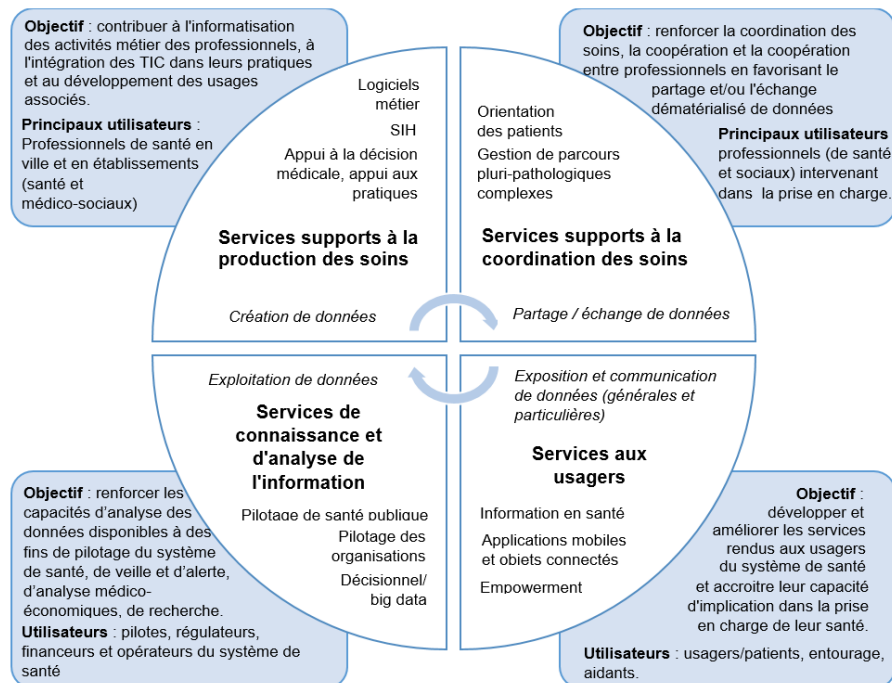 Objectif : contribuer à l'informatisation
des activités métier des professionnels, à
l'intégration des TIC dans leurs pratiques
et au développement des usages
associés.
Principaux utilisateurs :
Professionnels de santé en
ville et en établissements
(santé et
médico-sociaux)
Logiciels
métier
SIH
Appui à la décision
médicale, appui aux
pratiques
Services supports à la
production des soins
Création de données
Objectif : renforcer la coordination des
soins, la coopération et la coopération
entre professionnels en favorisant le
partage et/ou l'échange
dématérialisé de données
Principaux utilisateurs
professionnels (de santé
et sociaux) intervenant
dans la prise en charge.
Orientation
des patients
Gestion de parcours
pluri-pathologiques
complexes
Services supports à la
coordination des soins
Partage / échange de données
Exploitation de données
Services de
connaissance et
d'analyse de
l'information
Pilotage de santé publique
Pilotage des
organisations
Décisionnel/
big data
Objectif : renforcer les
capacités d'analyse des
données disponibles à des
fins de pilotage du système
de santé, de veille et d'alerte,
d'analyse médico-
économiques, de recherche.
Utilisateurs : pilotes, régulateurs,
financeurs et opérateurs du système de
santé
Exposition et communication
de données (générales et
particulières)
Services aux
usagers
Information en santé
Applications mobiles
et objets connectés
Empowerment
Objectif :
développer et
améliorer les services
rendus aux usagers
du système de santé
et accroitre leur capacité
d'implication dans la prise
en charge de leur santé.
Utilisateurs : usagers/patients, entourage,
aidants.